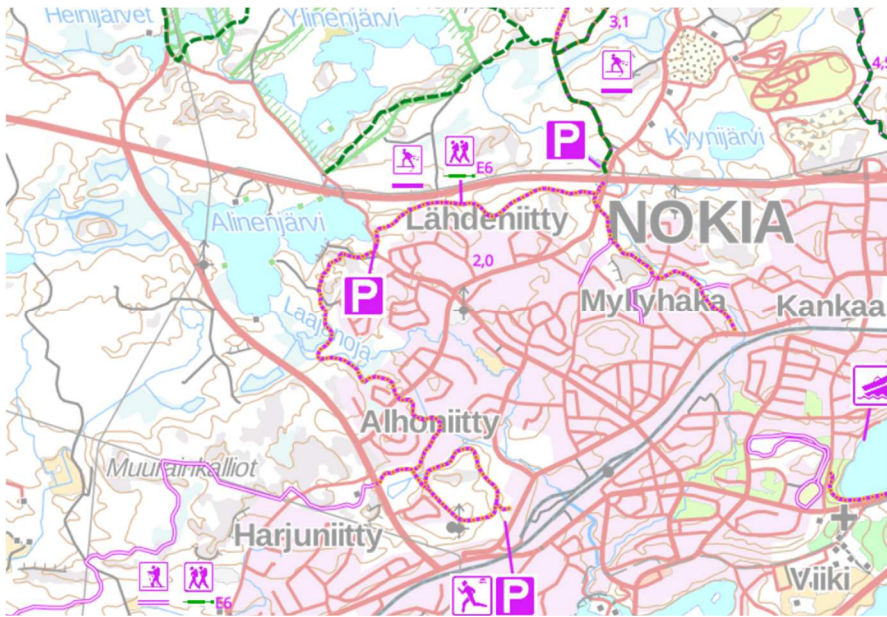 Heinijärvet
Ylinenjärvi
3,1
4,5
P
Kyynijärvi
E6
Alinenjärvi
Lähdeniitty
NOKIA
2,0
P
Myllyhaka
Kankaa
Laajanoja
Alhoniitty
Muurainkalliot
Harjuniitty
Viiki
E6
P